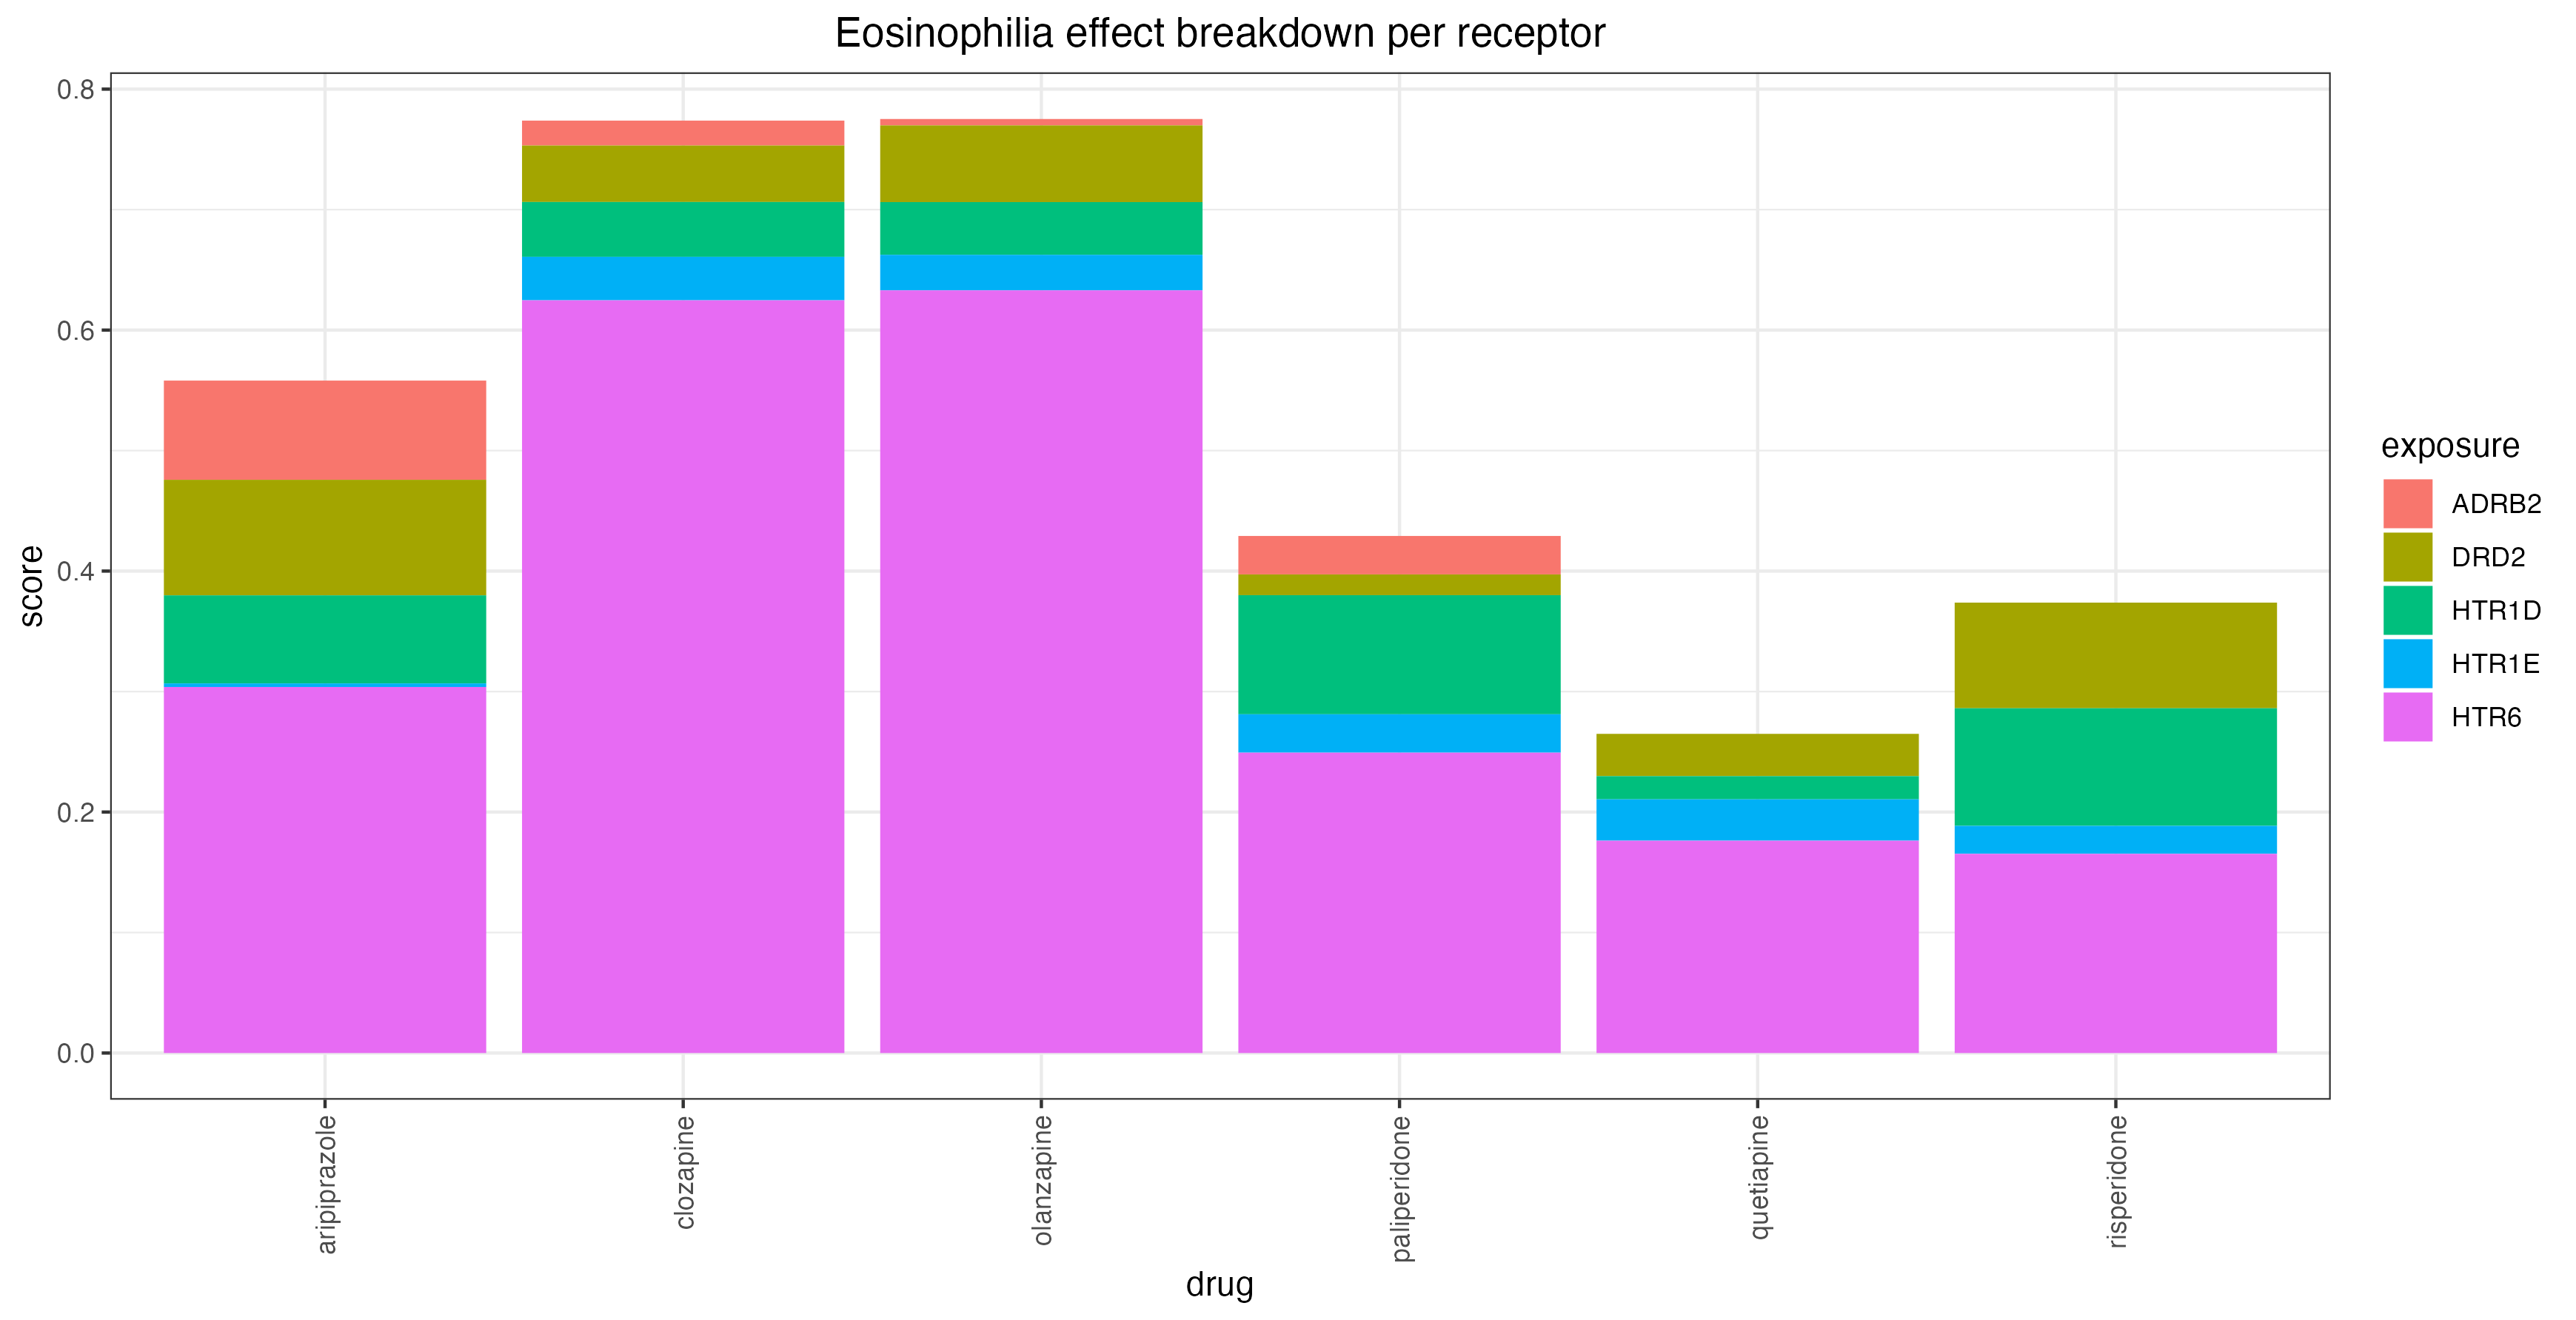 Eosinophilia effect breakdown per receptor
score
0.8
0.6
0.4
0.2
0.0
aripiprazole
clozapine
olanzapine
paliperidone
quetiapine
risperidone
drug
exposure
ADRB2
DRD2
HTR1D
HTR1E
HTR6